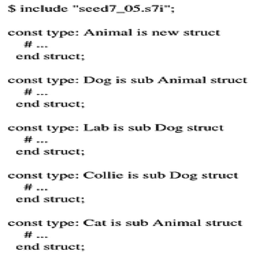 $ include "seed7_05.s7i";
const type: Animal is new struct
# ...
end struct;
const type: Dog is sub Animal struct
# ...
end struct;
const type: Lab is sub Dog struct
# ...
end struct;
const type: Collie is sub Dog struct
# ...
end struct;
const type: Cat is sub Animal struct
# ...
end struct;